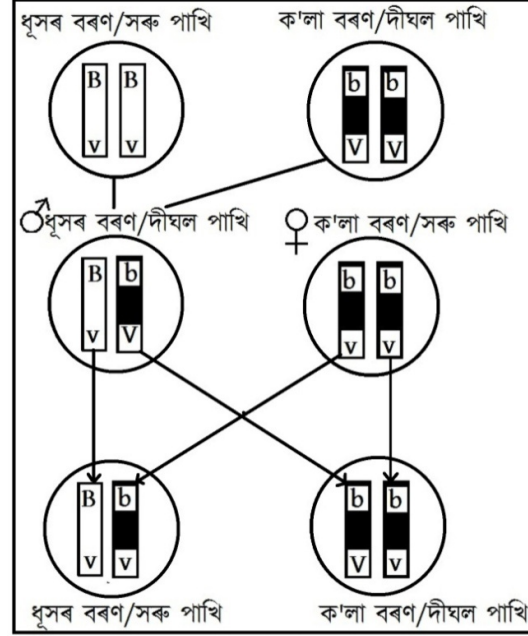 ধূসৰ বৰণ/সৰু পাখি ক'লা বৰণ/দীঘল পাখি
B B b b
v v V V
♂ধূসৰ বৰণ/দীঘল পাখি ♀ ক'লা বৰণ/সৰু পাখি
B b b b
v V v v
B b b b
v v V v
ধূসৰ বৰণ/সৰু পাখি ক'লা বৰণ/দীঘল পাখি